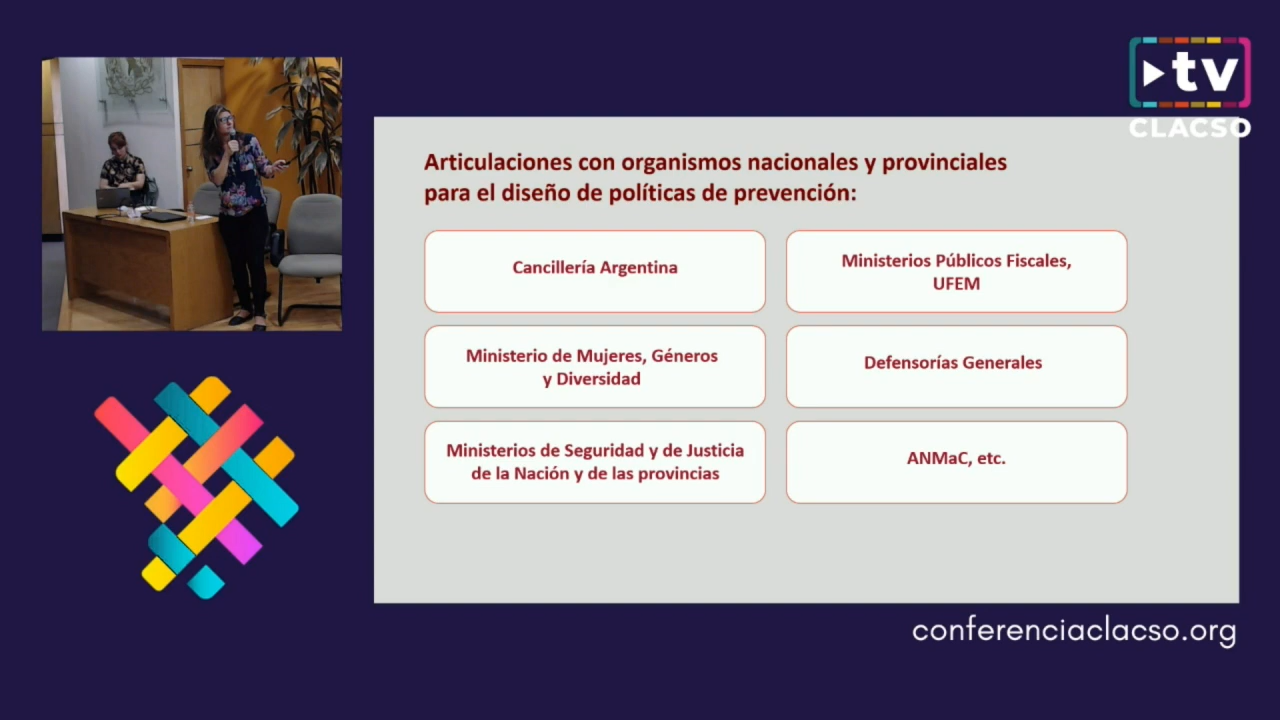 tv
CLACSO
Articulaciones con organismos nacionales y provinciales
para el diseño de políticas de prevención:
Cancillería Argentina
Ministerios Públicos Fiscales,
UFEM
Ministerio de Mujeres, Géneros
y Diversidad
Defensorías Generales
Ministerios de Seguridad y de Justicia
de la Nación y de las provincias
ANMaC, etc.
conferenciaclacso.org